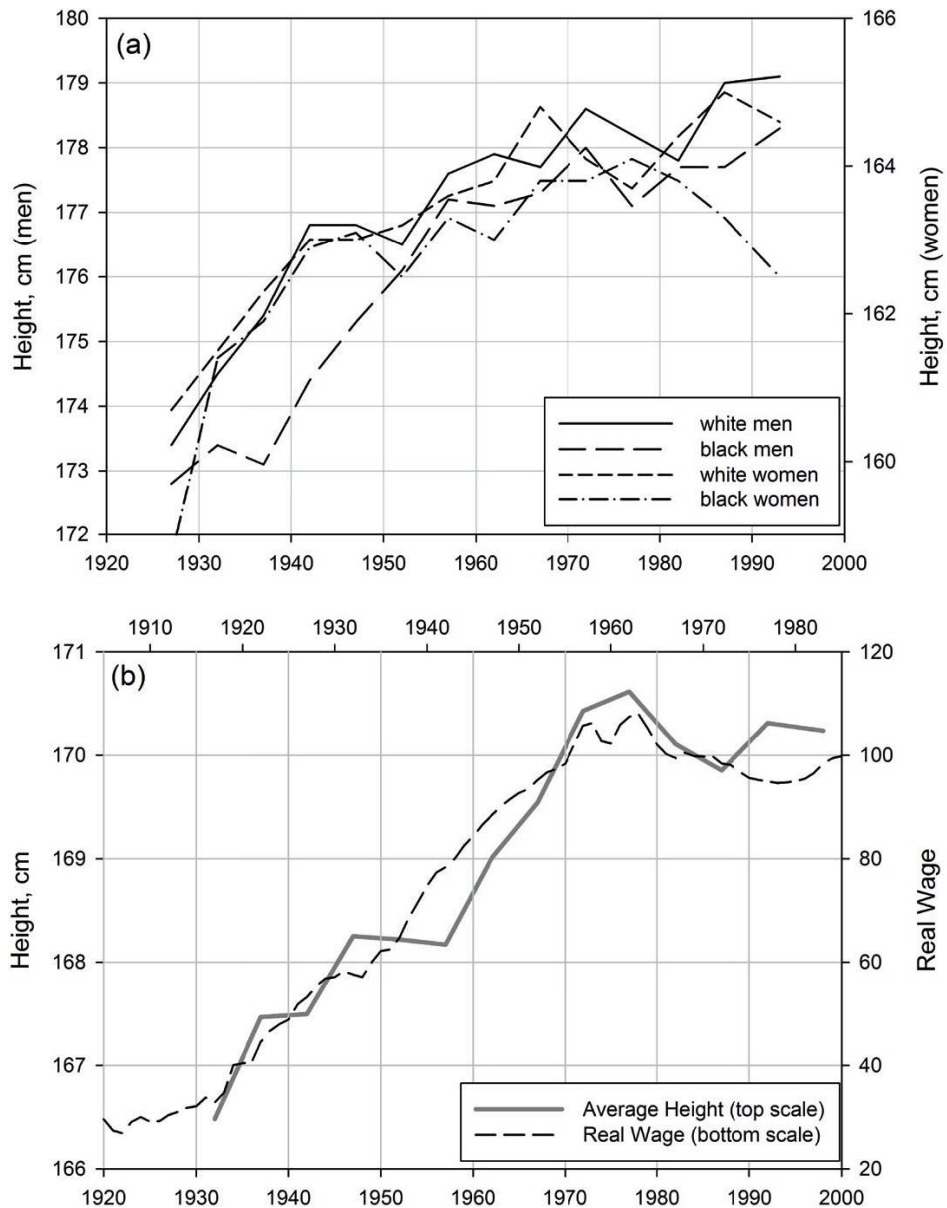 (a)
180
179
178
177
176
175
174
173
172
Height, cm (men)
166
164
162
160
Height, cm (women)
white men
black men
white women
black women
1920 1930 1940 1950 1960 1970 1980 1990 2000
1910 1920 1930 1940 1950 1960 1970 1980
(b)
171
170
169
168
167
166
Height, cm
120
100
80
60
40
20
Real Wage
Average Height (top scale)
Real Wage (bottom scale)
1920 1930 1940 1950 1960 1970 1980 1990 2000